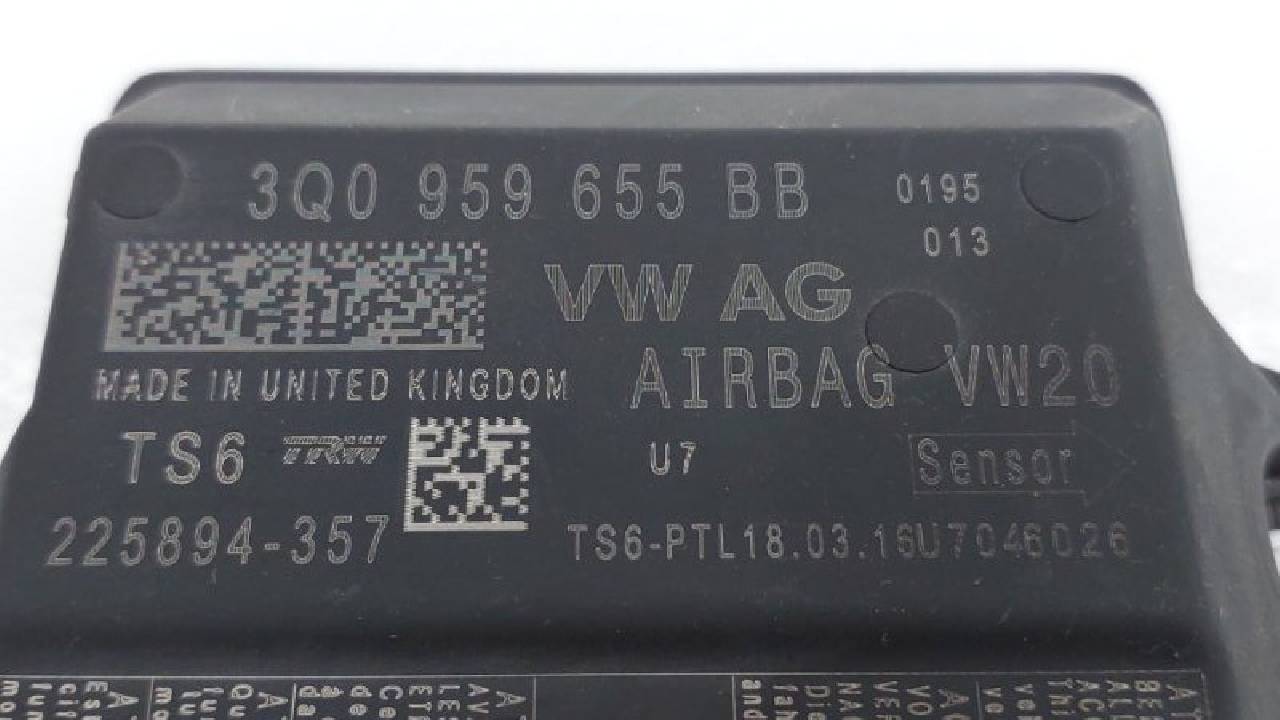 3Q0 959 655 BB 0195
013
VW AG
AIRBAG VW20
MADE IN UNITED KINGDOM
TS6 TRW
U7
Sensor
225894-357
TS6-PTL18.03.16U7046026